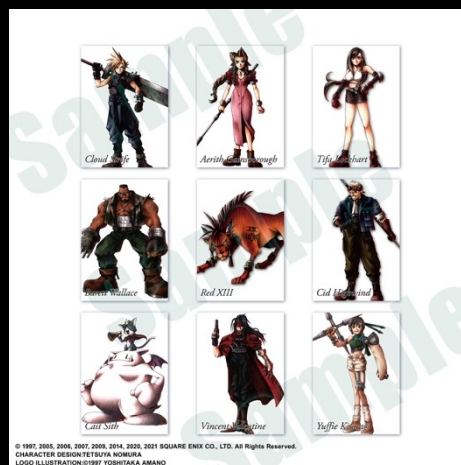 Sample
Cloud Strife
Aerith Gainsborough
Tifa Lockhart
Barret Wallace
Red XIII
Cid Highwind
Cait Sith
Vincent Valentine
Yuffie Kisaragi
Sample
Sample
© 1997, 2005, 2006, 2007, 2009, 2014, 2020, 2021 SQUARE ENIX CO., LTD. All Rights Reserved.
CHARACTER DESIGN:TETSUYA NOMURA
LOGO ILLUSTRATION:©1997 YOSHITAKA AMANO